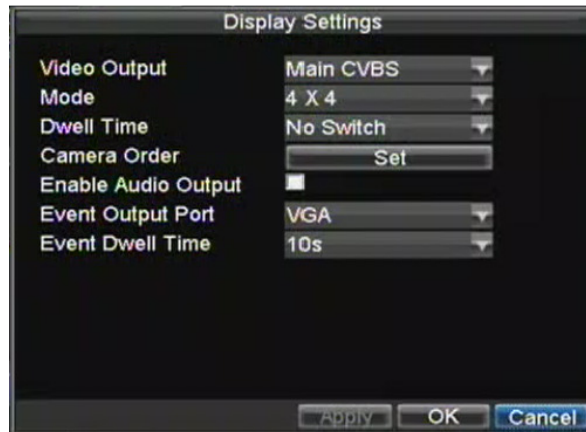 Display Settings
Video Output Main CVBS
Mode 4 X 4
Dwell Time No Switch
Camera Order Set
Enable Audio Output
Event Output Port VGA
Event Dwell Time 10s
Apply OK Cancel